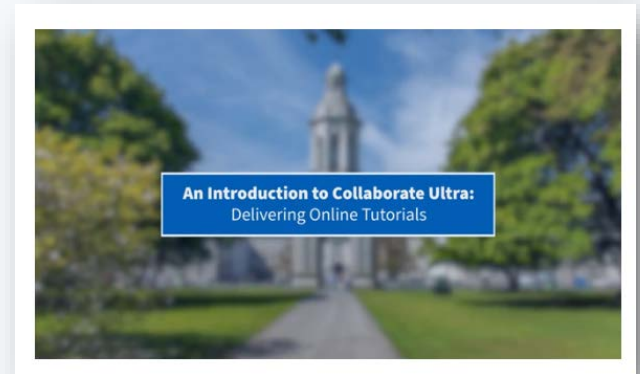 An Introduction to Collaborate Ultra:
Delivering Online Tutorials